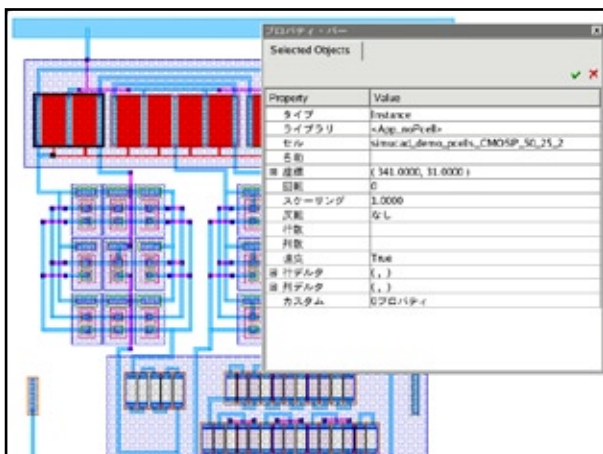 プロパティ・バー
Selected Objects
Property Value
タイプ Instance
ライブラリ <App_noPcell>
セル simucad_demo_pcells_CMOSP_50_25_2
名前
座標 (341.0000, 31.0000)
回転 0
スケーリング 1.0000
反転 なし
行数
列数
直交 True
行デルタ ( , )
列デルタ ( , )
カスタム 0プロパティ